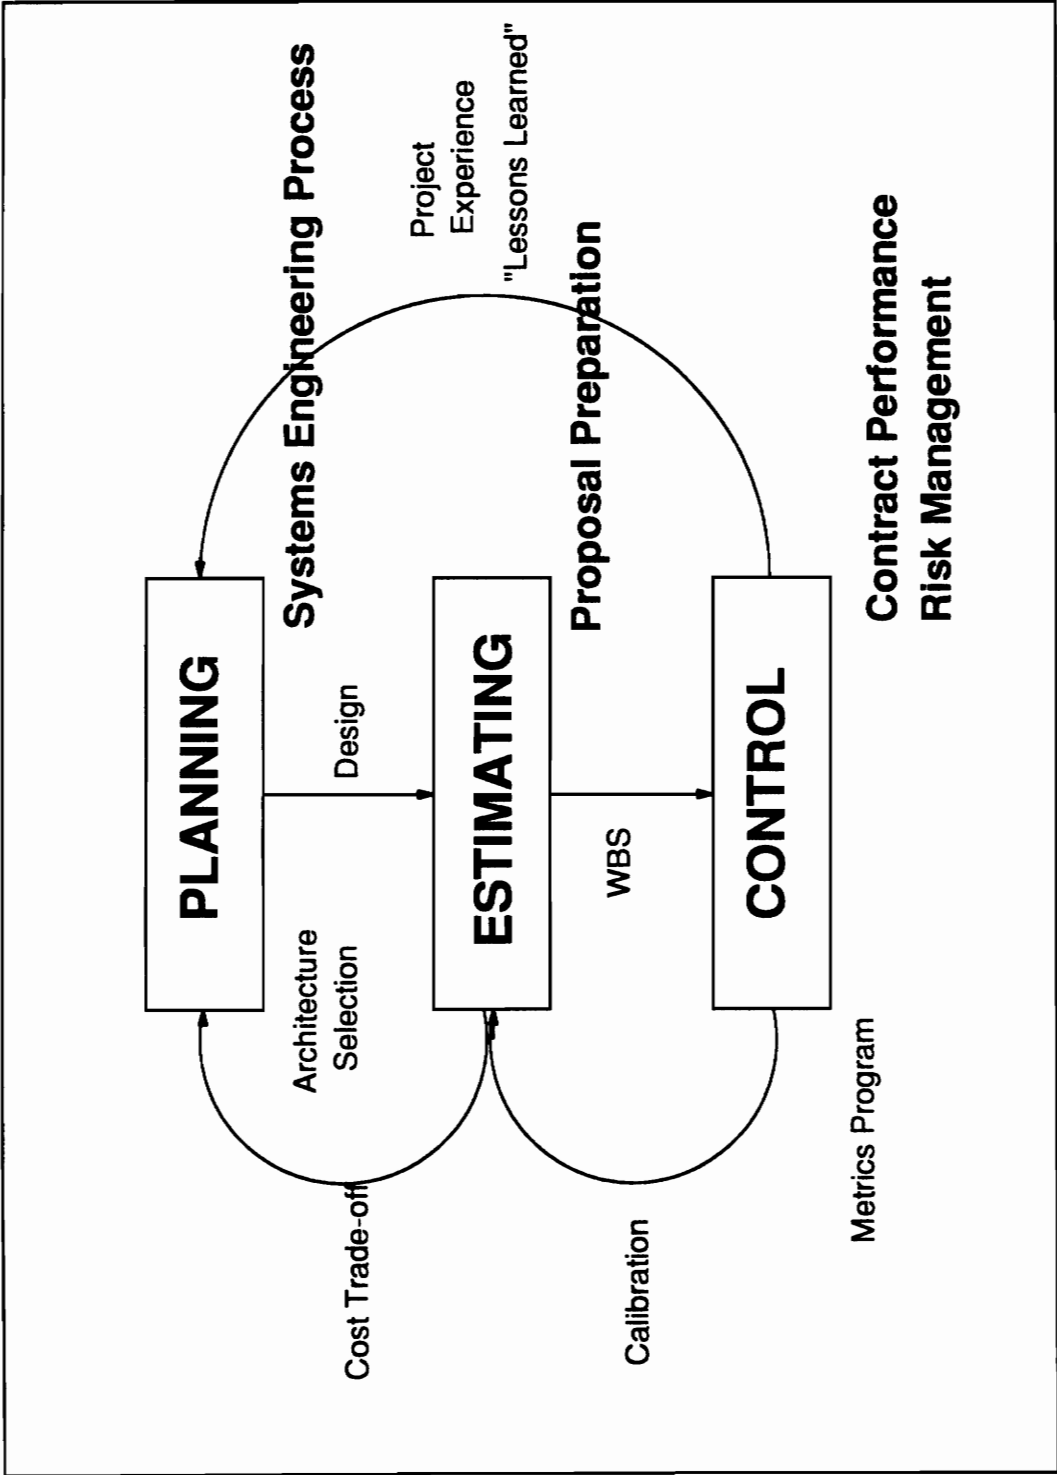 PLANNING
Systems Engineering Process
Architecture
Selection
Design
Project
Experience
"Lessons Learned"
Cost Trade-off
ESTIMATING
Proposal Preparation
WBS
Calibration
CONTROL
Metrics Program
Contract Performance
Risk Management